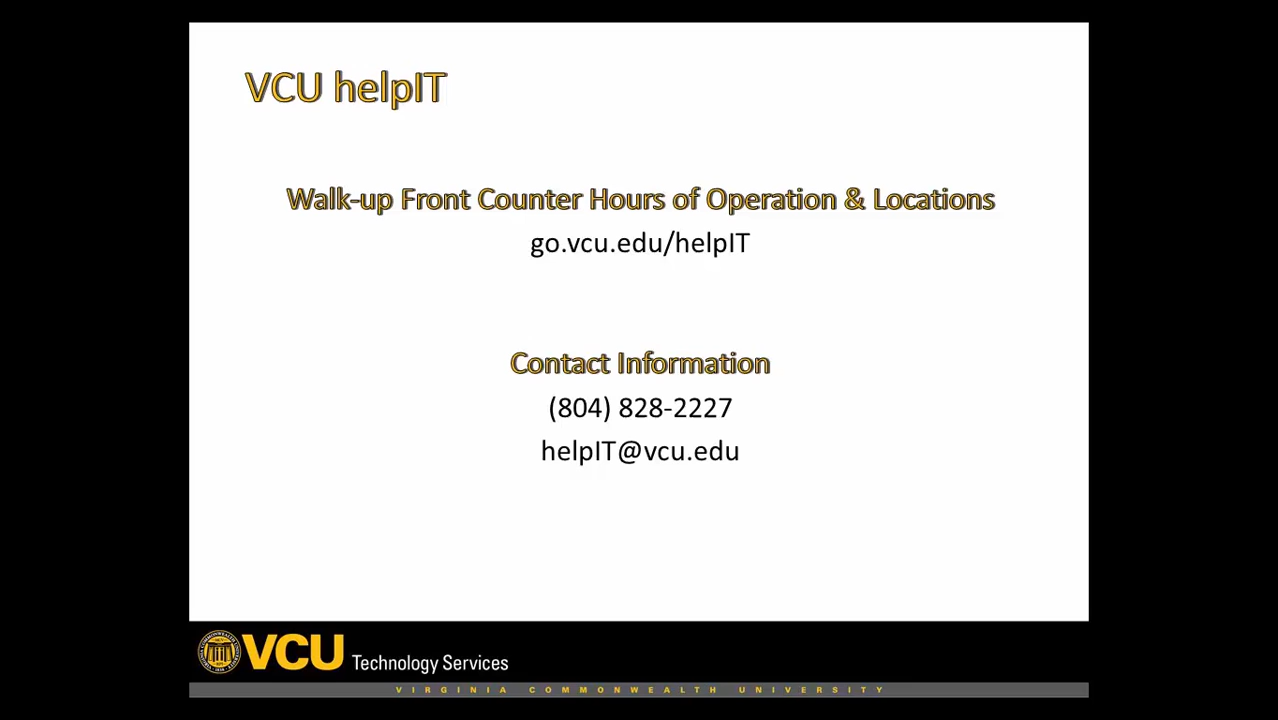 VCU helpIT
Walk-up Front Counter Hours of Operation & Locations
go.vcu.edu/helpIT
Contact Information
(804) 828-2227
helpIT@vcu.edu
VCU Technology Services
VIRGINIA COMMONWEALTH UNIVERSITY